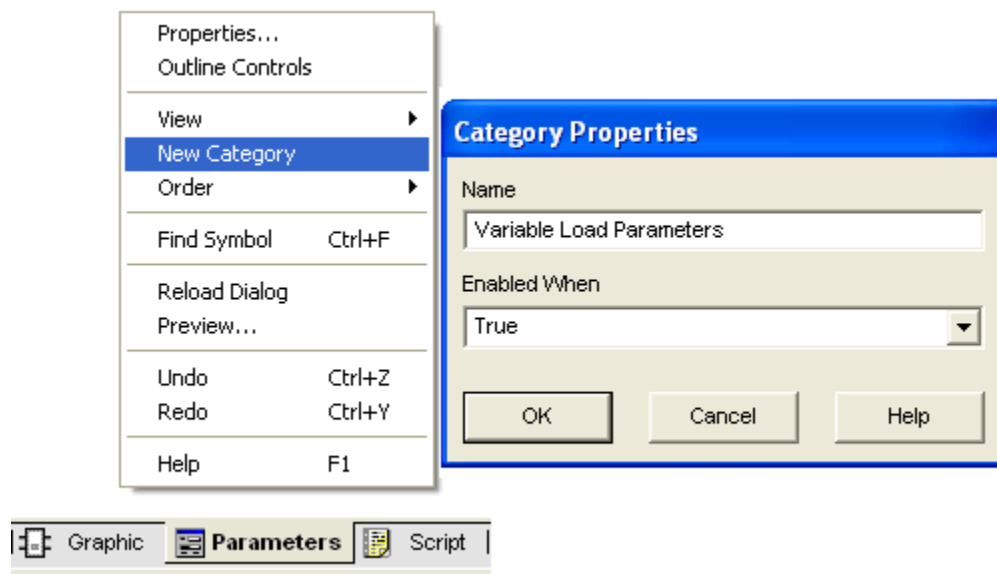 Properties...
Outline Controls
View
New Category
Order
Find Symbol Ctrl+F
Reload Dialog
Preview...
Undo Ctrl+Z
Redo Ctrl+Y
Help F1
Category Properties
Name
Variable Load Parameters
Enabled When
True
OK Cancel Help
Graphic Parameters Script